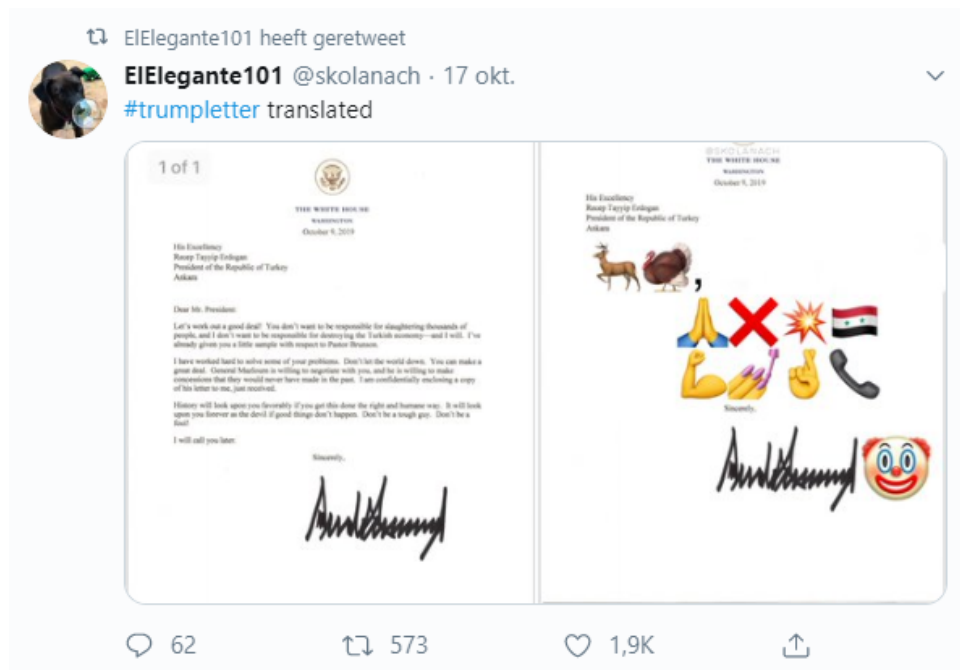 ElElegante101 heeft geretweet
ElElegante101 @skolanach · 17 okt.
#trumpletter translated
1 of 1
THE WHITE HOUSE
WASHINGTON
October 9, 2019
His Excellency
Recep Tayyip Erdogan
President of the Republic of Turkey
Ankara
Dear Mr. President:
Let's work out a good deal! You don't want to be responsible for slaughtering thousands of
people, and I don't want to be responsible for destroying the Turkish economy—and I will. I've
already given you a little sample with respect to Pastor Brunson.
I have worked hard to solve some of your problems. Don't let the world down. You can make a
great deal. General Mazloum is willing to negotiate with you, and he is willing to make
concessions that they would never have made in the past. I am confidentially enclosing a copy
of his letter to me, just received.
History will look upon you favorably if you get this done the right and humane way. It will look
upon you forever as the devil if good things don't happen. Don't be a tough guy. Don't be a
fool!
I will call you later.
Sincerely,
@SKOLANACH
THE WHITE HOUSE
WASHINGTON
October 9, 2019
His Excellency
Recep Tayyip Erdogan
President of the Republic of Turkey
Ankara
,
Sincerely,
62
573
1,9K